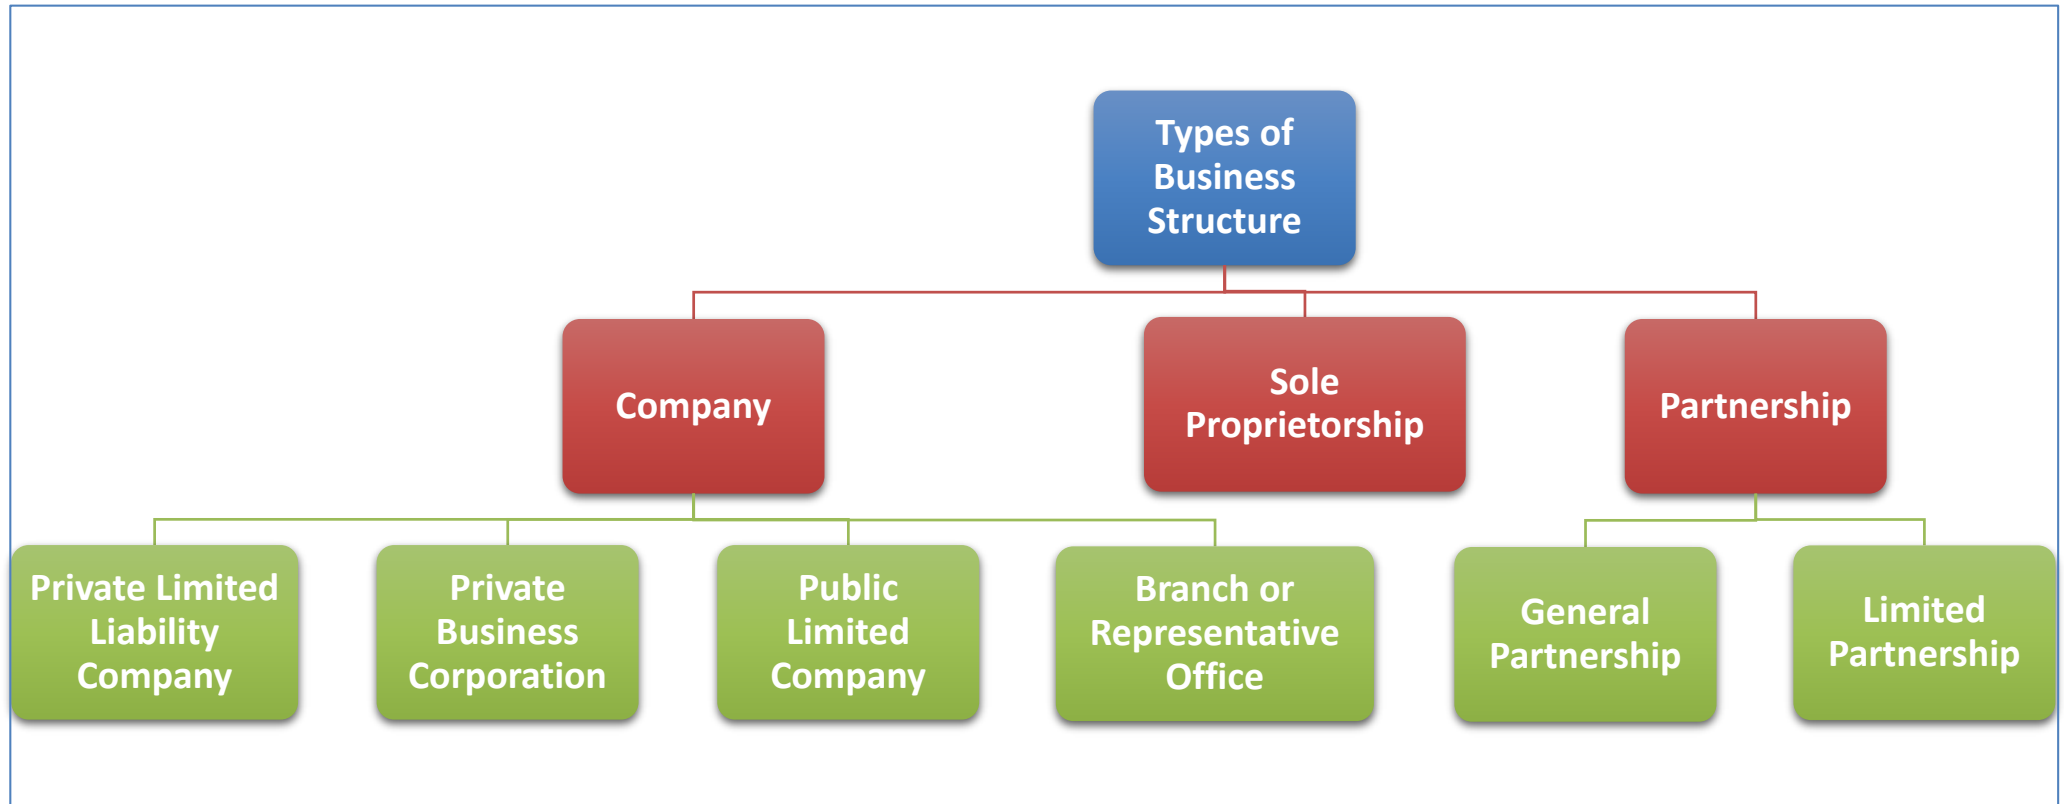 Types of
Business
Structure
Company
Sole
Proprietorship
Partnership
Private Limited
Liability
Company
Private
Business
Corporation
Public
Limited
Company
Branch or
Representative
Office
General
Partnership
Limited
Partnership